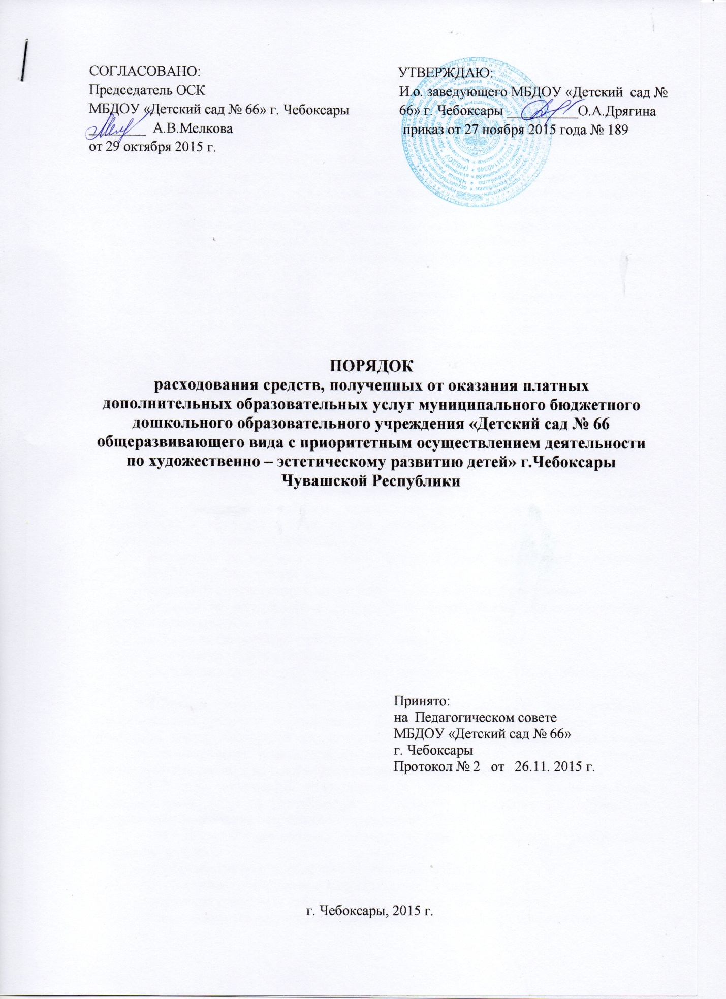 СОГЛАСОВАНО:
Председатель ОСК
МБДОУ «Детский сад № 66» г. Чебоксары
________ А.В.Мелкова
от 29 октября 2015 г.
УТВЕРЖДАЮ:
И.о. заведующего МБДОУ «Детский сад №
66» г. Чебоксары __________О.А.Дрягина
приказ от 27 ноября 2015 года № 189
ПОРЯДОК
расходования средств, полученных от оказания платных
дополнительных образовательных услуг муниципального бюджетного
дошкольного образовательного учреждения «Детский сад № 66
общеразвивающего вида с приоритетным осуществлением деятельности
по художественно – эстетическому развитию детей» г.Чебоксары
Чувашской Республики
Принято:
на Педагогическом совете
МБДОУ «Детский сад № 66»
г. Чебоксары
Протокол № 2 от 26.11. 2015 г.
г. Чебоксары, 2015 г.